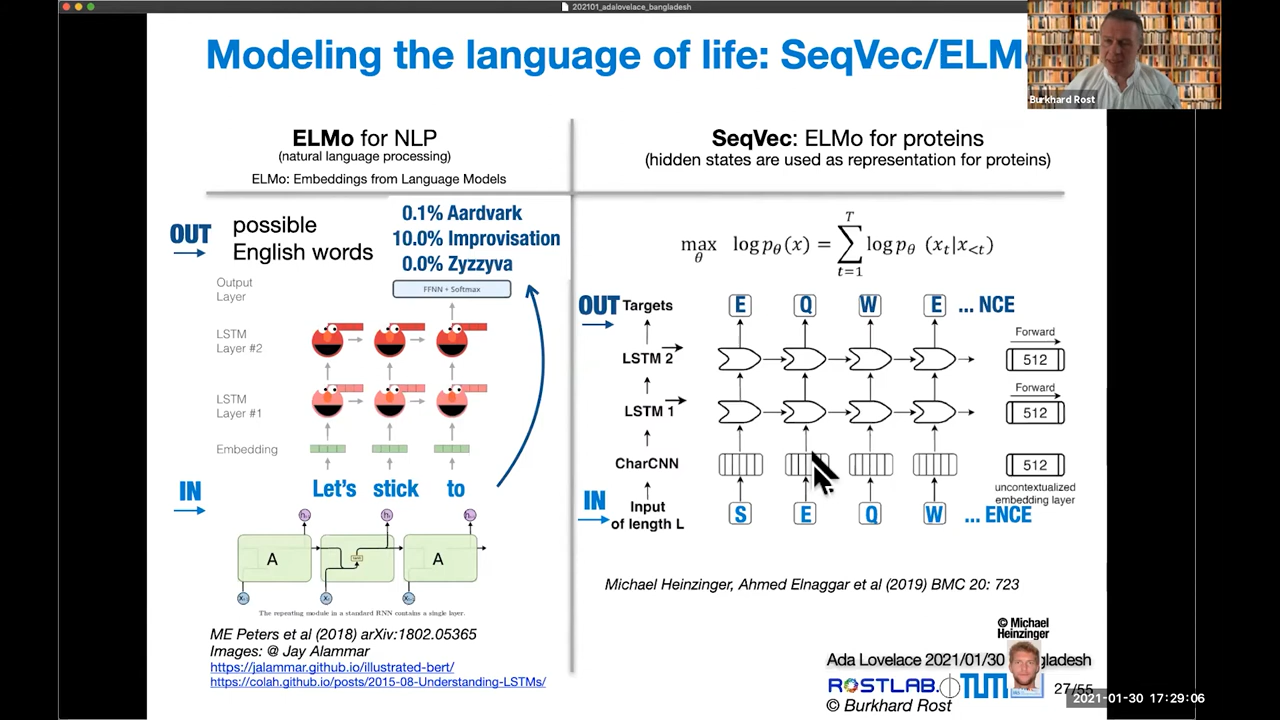 202101_adalovelace_bangladesh
Modeling the language of life: SeqVec/ELM
Burkhard Rost
ELMo for NLP
(natural language processing)
ELMo: Embeddings from Language Models
OUT
possible
English words
0.1% Aardvark
10.0% Improvisation
0.0% Zyzzyva
Output
Layer
FFNN + Softmax
LSTM
Layer #2
LSTM
Layer #1
Embedding
IN
Let's stick to
A A
The repeating module in a standard RNN contains a single layer.
ME Peters et al (2018) arXiv:1802.05365
Images: @ Jay Alammar
https://jalammar.github.io/illustrated-bert/
https://colah.github.io/posts/2015-08-Understanding-LSTMs/
SeqVec: ELMo for proteins
(hidden states are used as representation for proteins)
max θ log pθ(x) = ∑ T t=1 log pθ (xt|x<t)
OUT Targets E Q W E ... NCE
Forward
LSTM 2 512
Forward
LSTM 1 512
CharCNN 512
uncontextualized
embedding layer
IN Input
of length L
S E Q W ... ENCE
Michael Heinzinger, Ahmed Elnaggar et al (2019) BMC 20: 723
© Michael
Heinzinger
Ada Lovelace 2021/01/30 gladesh
ROSTLAB. TUM 27/55
© Burkhard Rost
2021-01-30 17:29:06